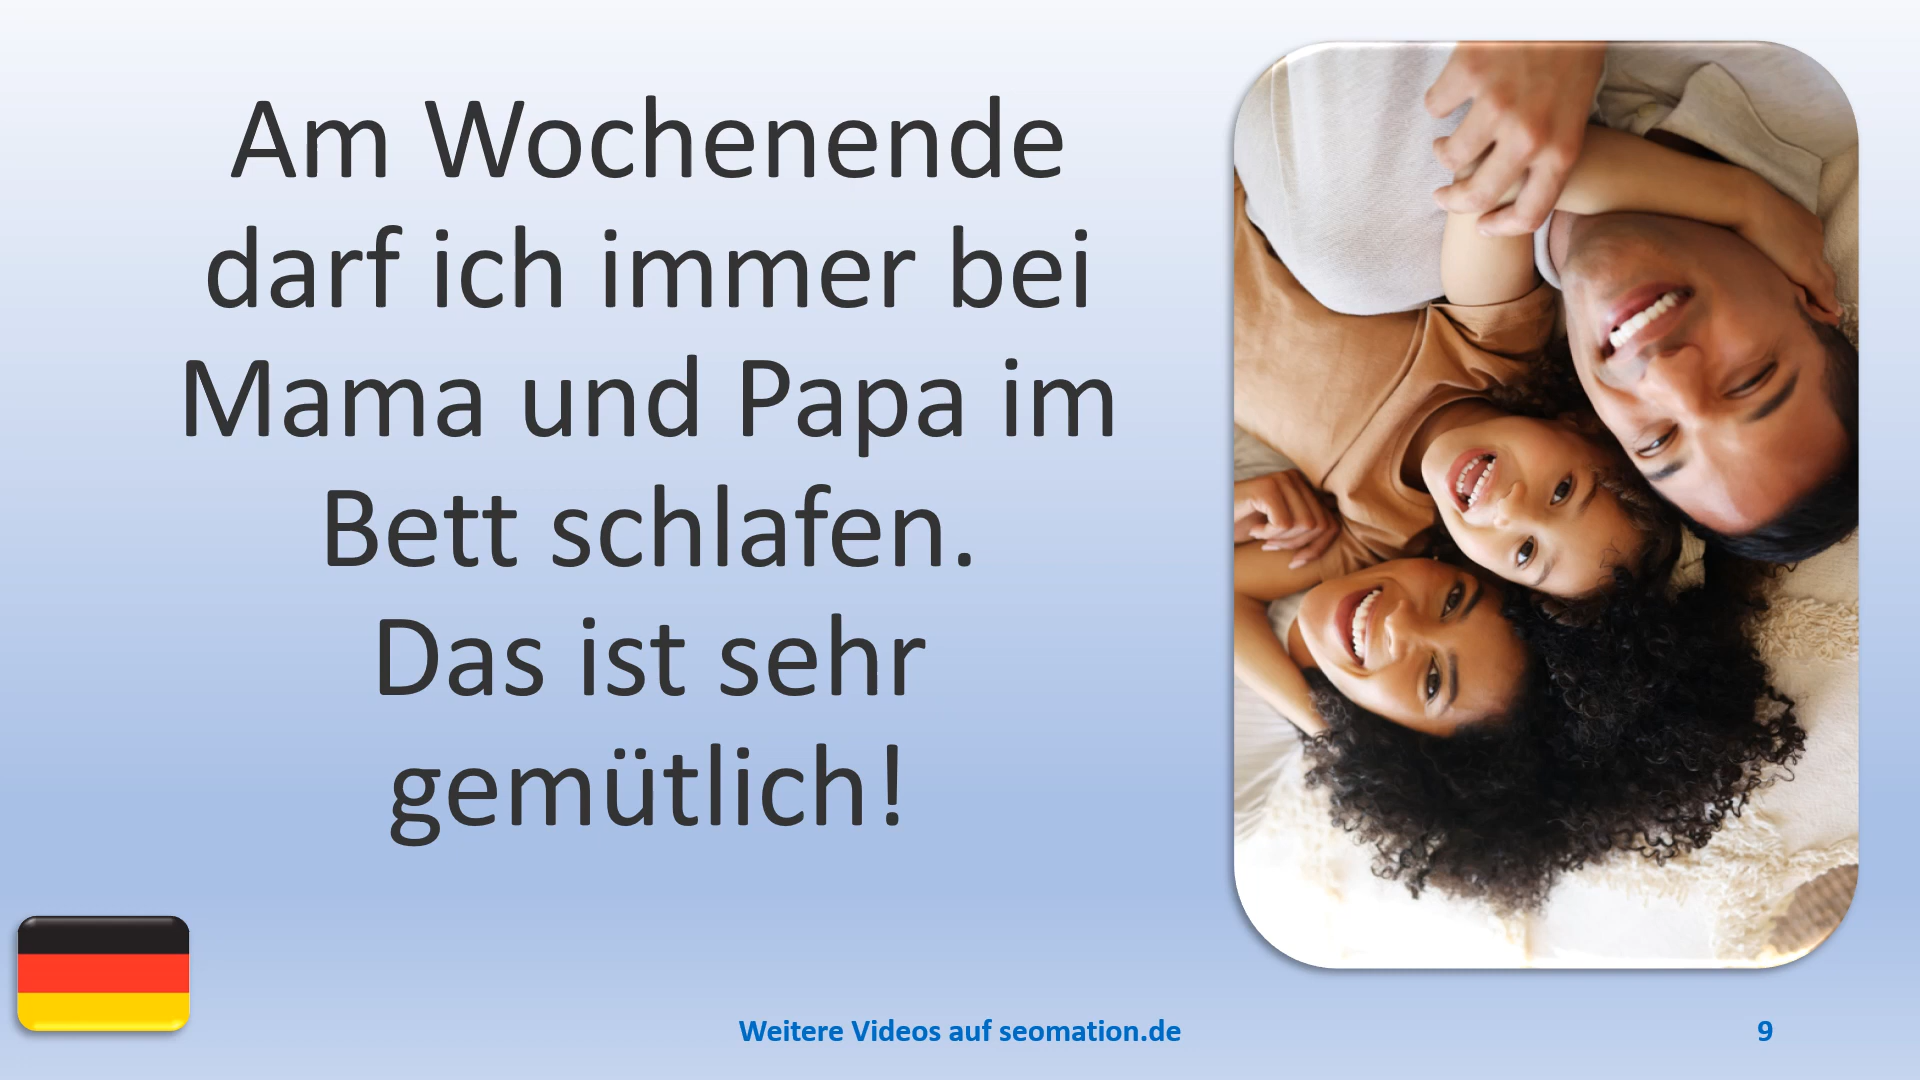 Am Wochenende
darf ich immer bei
Mama und Papa im
Bett schlafen.
Das ist sehr
gemütlich!
Weitere Videos auf seomation.de
9